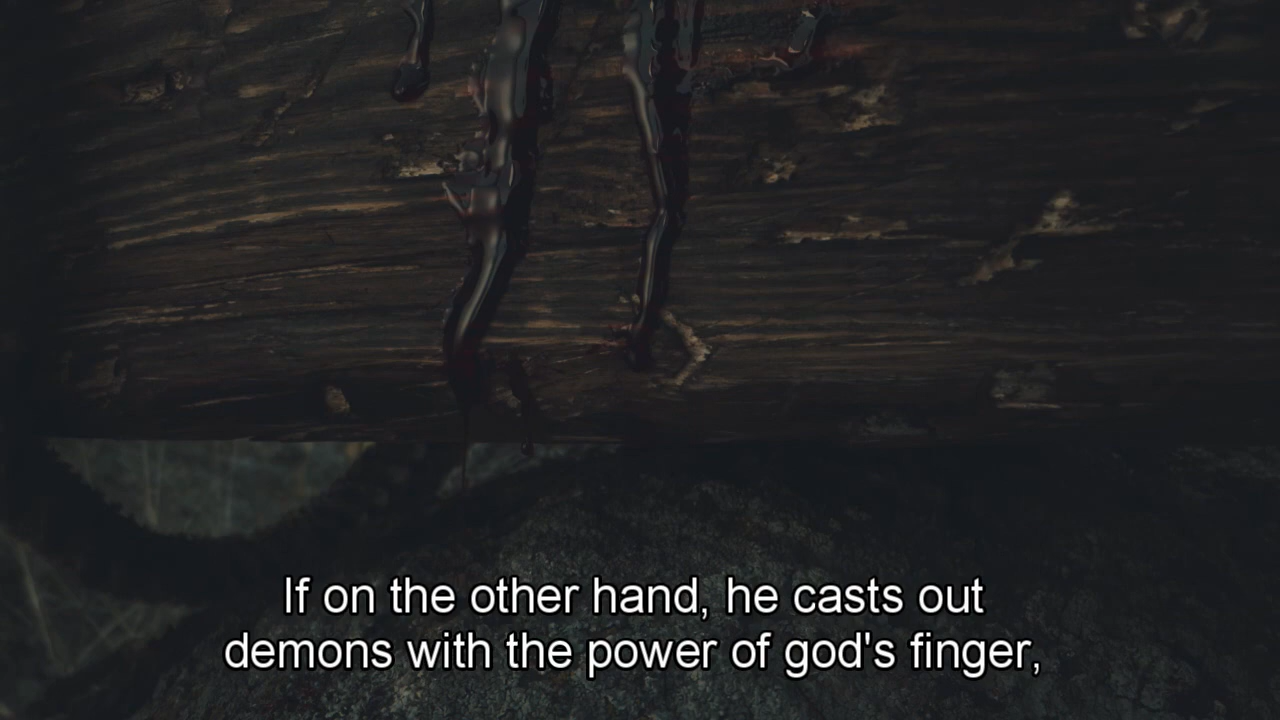 If on the other hand, he casts out
demons with the power of god's finger,